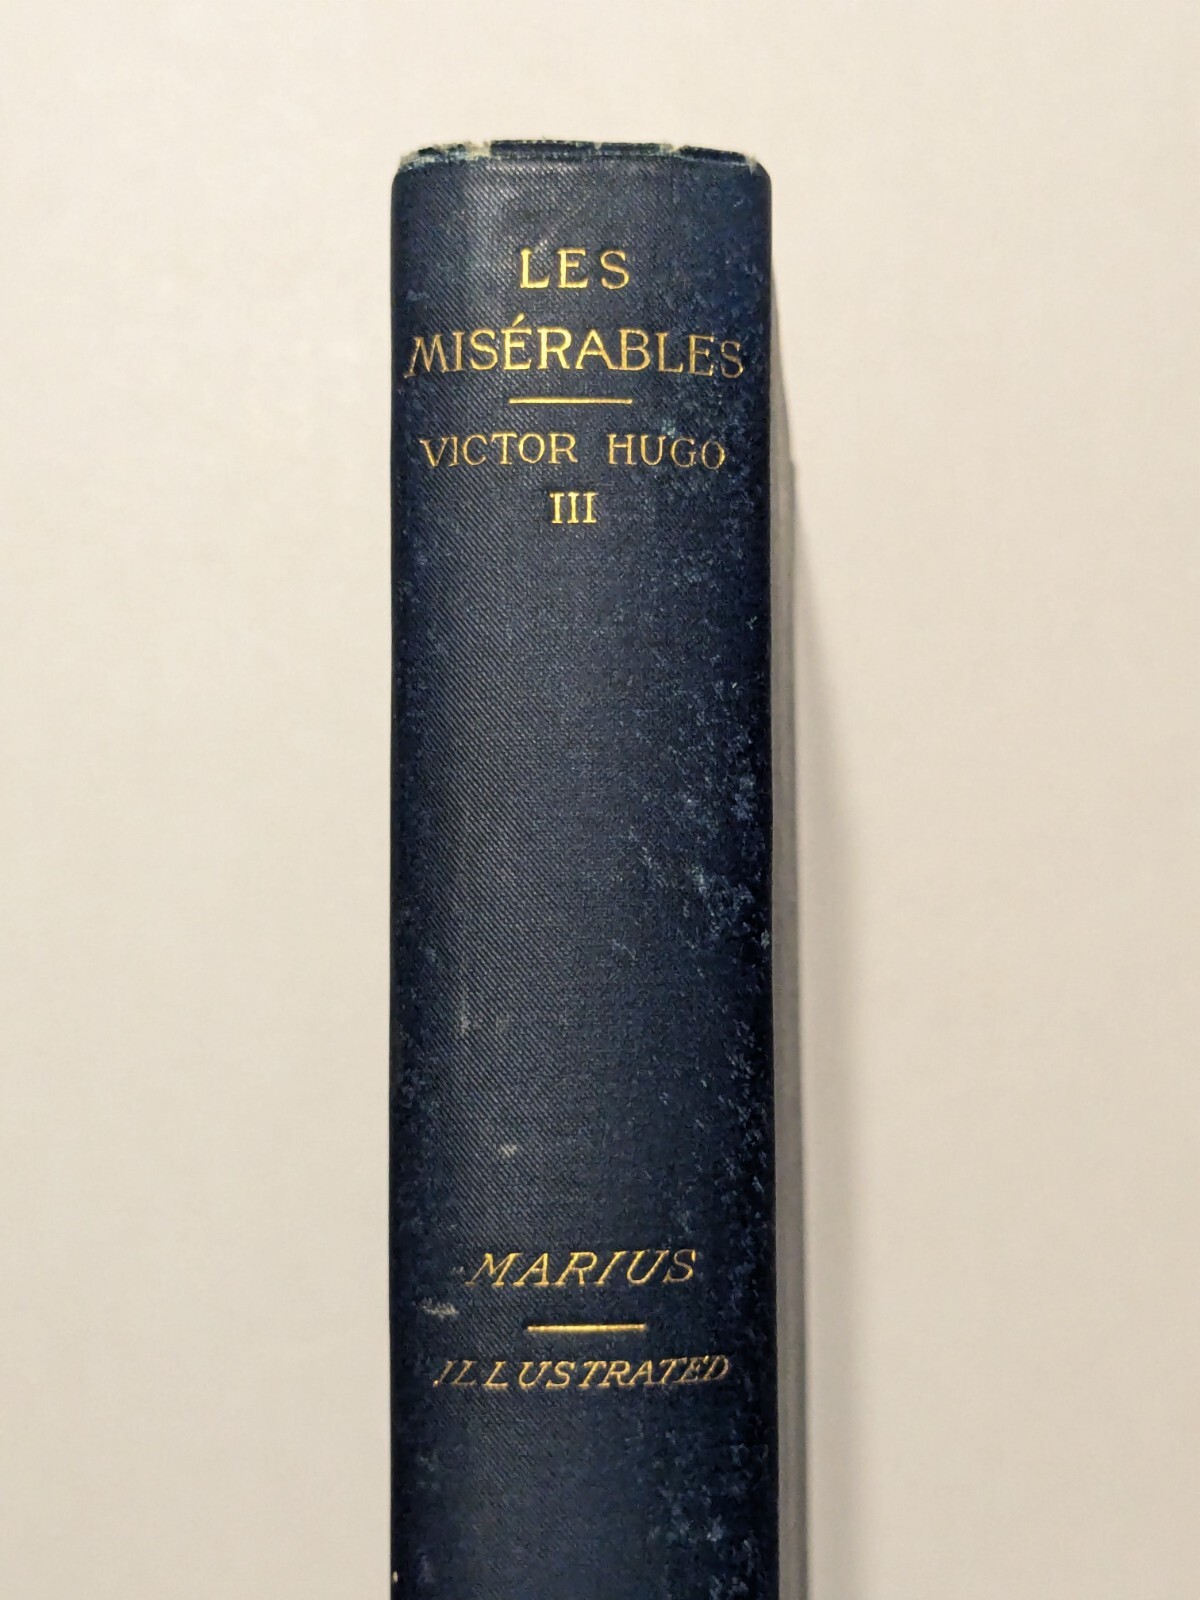 LES
MISÉRABLES
VICTOR HUGO
III
MARIUS
ILLUSTRATED